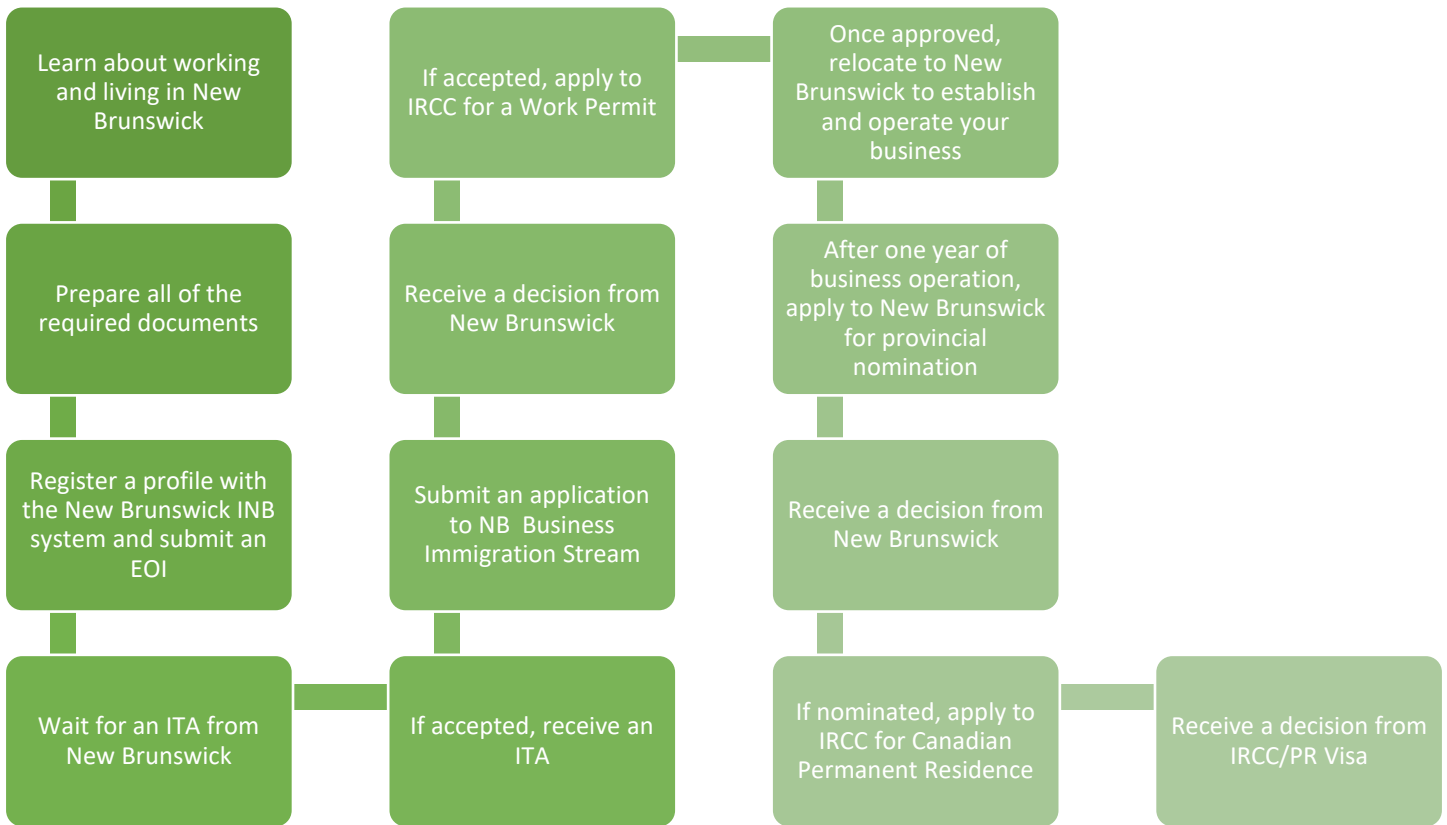 Learn about working
and living in New
Brunswick
Prepare all of the
required documents
Register a profile with
the New Brunswick INB
system and submit an
EOI
Wait for an ITA from
New Brunswick
If accepted, receive an
ITA
Submit an application
to NB  Business
Immigration Stream
Receive a decision from
New Brunswick
If accepted, apply to
IRCC for a Work Permit
Once approved,
relocate to New
Brunswick to establish
and operate your
business
After one year of
business operation,
apply to New Brunswick
for provincial
nomination
Receive a decision from
New Brunswick
If nominated, apply to
IRCC for Canadian
Permanent Residence
Receive a decision from
IRCC/PR Visa